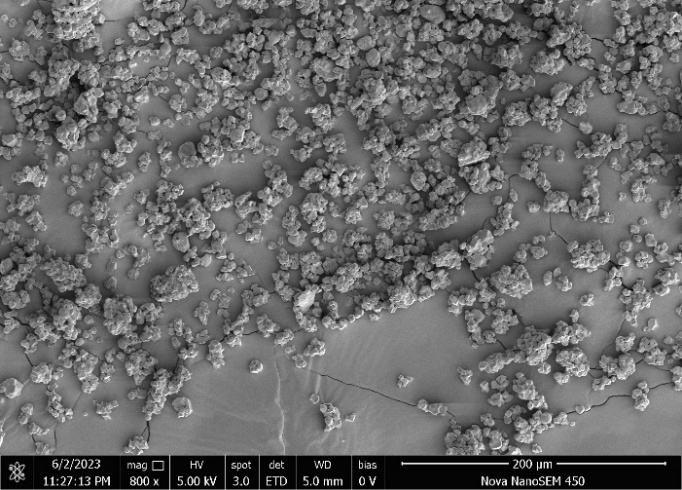 6/2/2023 mag HV spot det WD bias 200 µm
11:27:13 PM 800 x 5.00 kV 3.0 ETD 5.0 mm 0 V Nova NanoSEM 450